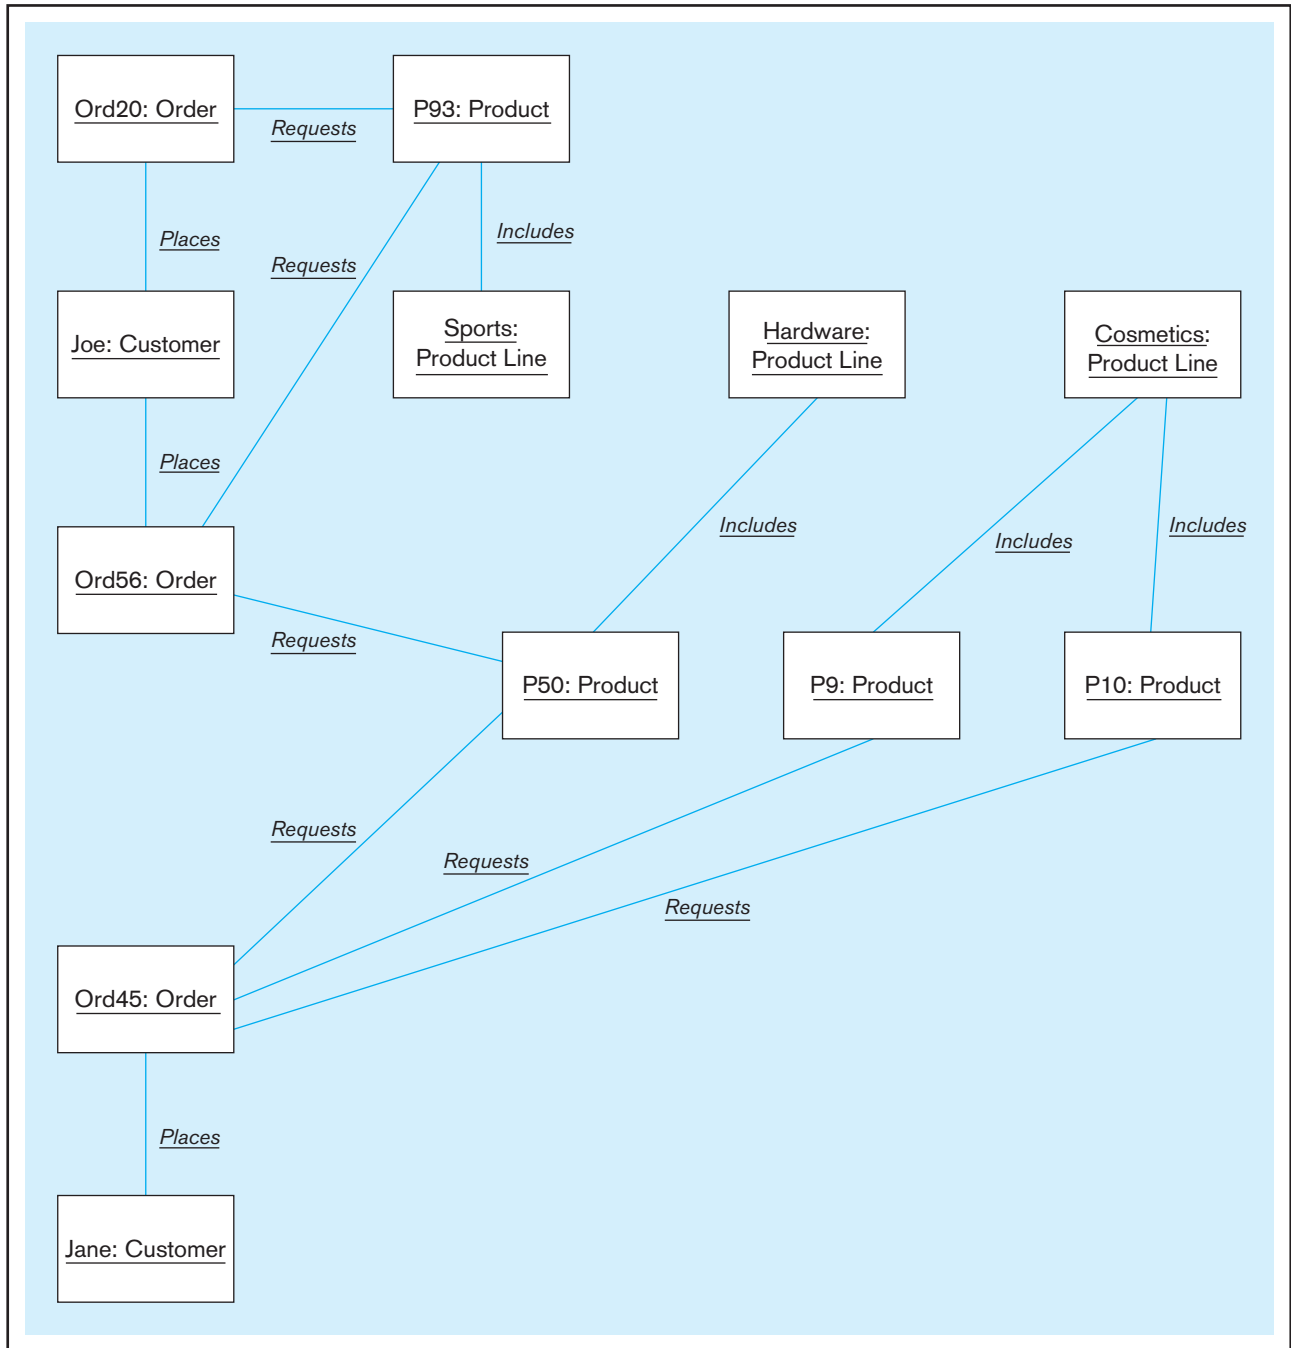 Ord20: Order
P93: Product
Requests
Places
Includes
Requests
Joe: Customer
Sports:
Product Line
Hardware:
Product Line
Cosmetics:
Product Line
Places
Includes
Includes
Includes
Ord56: Order
Requests
P50: Product
P9: Product
P10: Product
Requests
Requests
Requests
Ord45: Order
Places
Jane: Customer